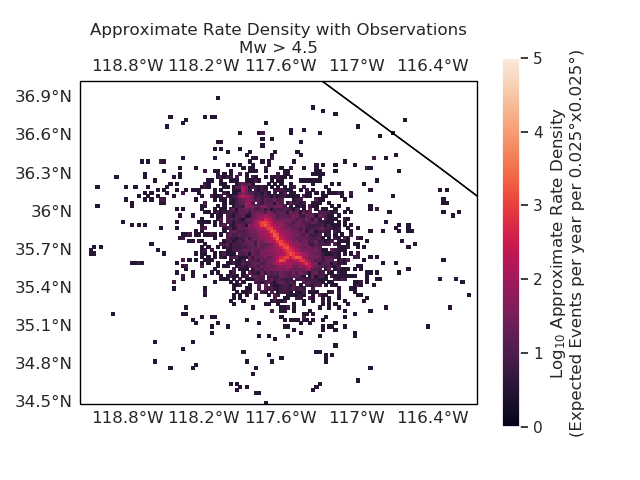 Approximate Rate Density with Observations
Mw > 4.5
118.8°W 118.2°W 117.6°W 117°W 116.4°W
36.9°N
36.6°N
36.3°N
36°N
35.7°N
35.4°N
35.1°N
34.8°N
34.5°N
118.8°W 118.2°W 117.6°W 117°W 116.4°W
5
4
3
2
1
0
Log₁₀ Approximate Rate Density
(Expected Events per year per 0.025°x0.025°)